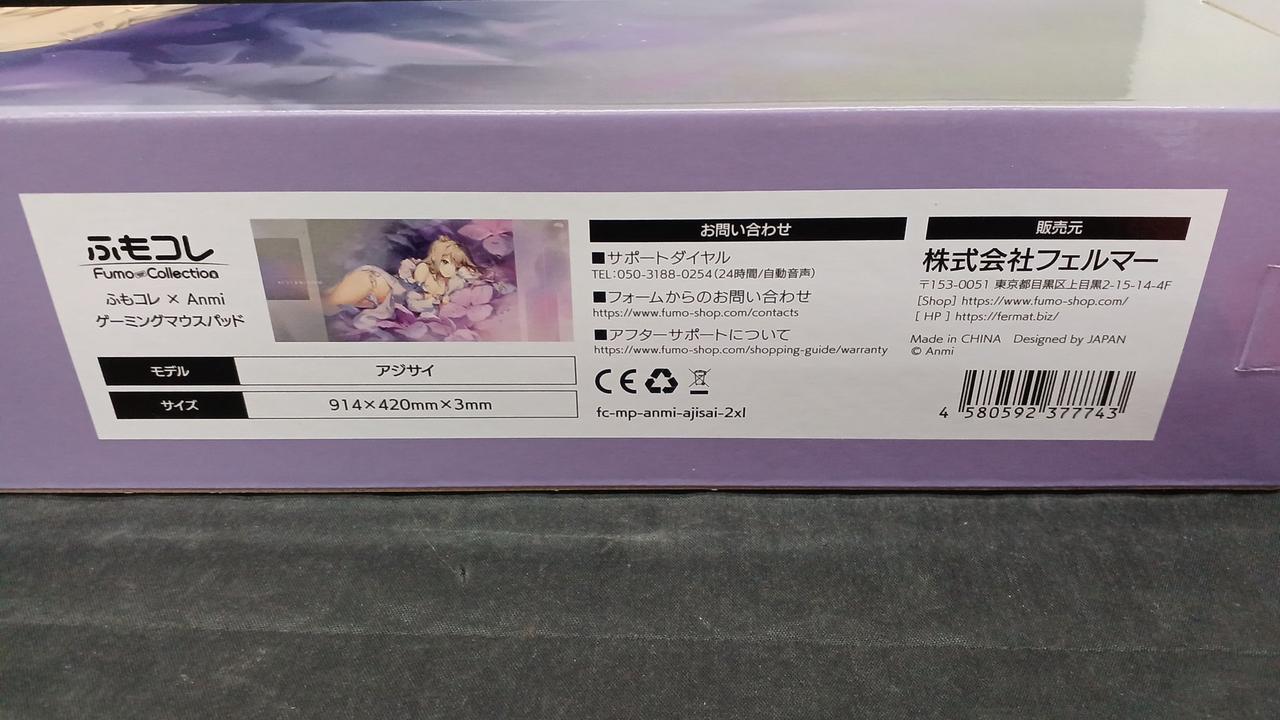 ふもコレ
Fumo Collection
ふもコレ × Anmi
ゲーミングマウスパッド
モデル
アジサイ
サイズ
914×420mm×3mm
お問い合わせ
■サポートダイヤル
TEL:050-3188-0254(24時間/自動音声)
■フォームからのお問い合わせ
https://www.fumo-shop.com/contacts
■アフターサポートについて
https://www.fumo-shop.com/shopping-guide/warranty
CE
fc-mp-anmi-ajisai-2xl
販売元
株式会社フェルマー
〒153-0051 東京都目黒区上目黒2-15-14-4F
[Shop] https://www.fumo-shop.com/
[ HP ] https://fermat.biz/
Made in CHINA Designed by JAPAN
© Anmi
4 580592 377743